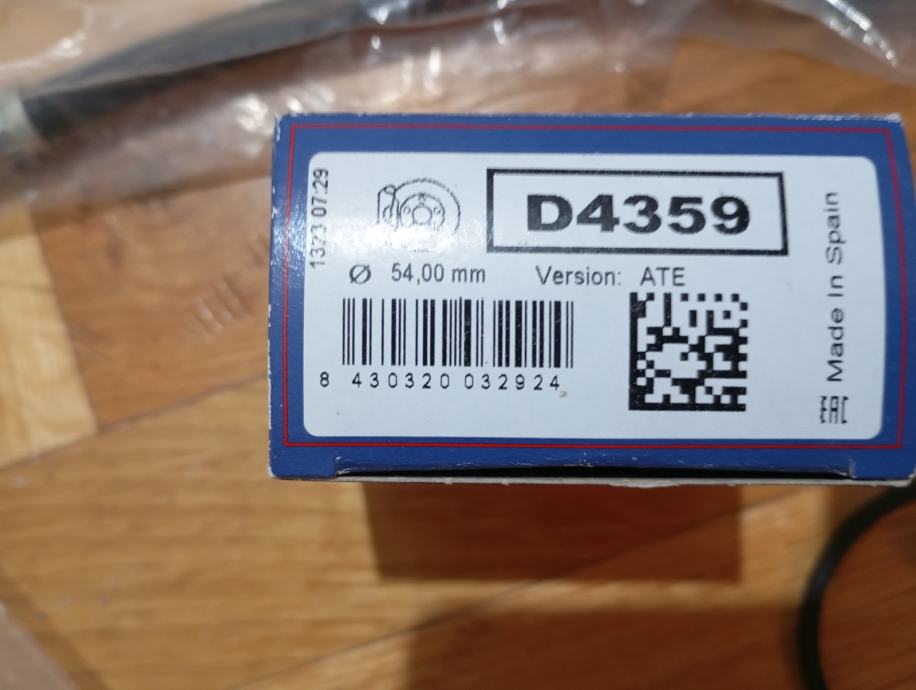 1323 07:29
D4359
Ø 54,00 mm Version: ATE
8 430320 032924
Made In Spain
EAC